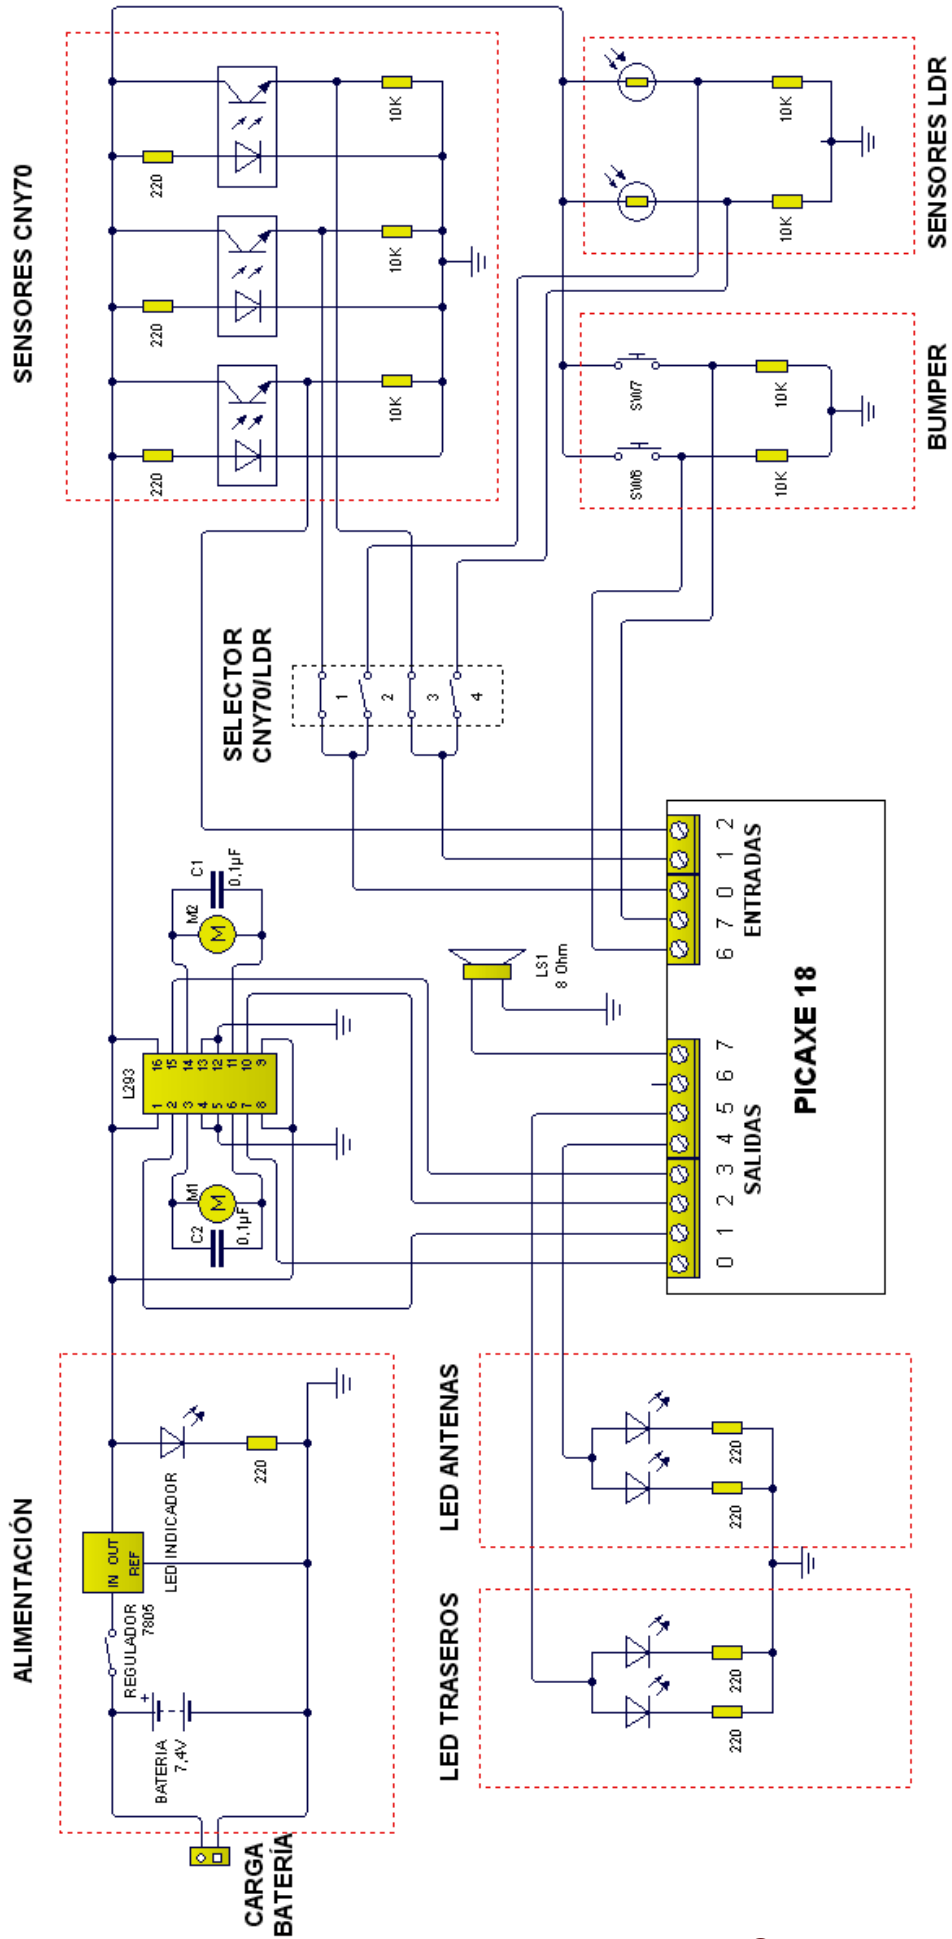 ALIMENTACIÓN
CARGA
BATERÍA
BATERIA
7,4V
+
REGULADOR
7805
IN OUT
REF
LED INDICADOR
220
LED TRASEROS
220
220
LED ANTENAS
220
220
L293
1
2
3
4
5
6
7
8
16
15
14
13
12
11
10
9
C2
0,1µF
M1
M
M2
M
C1
0,1µF
LS1
8 Ohm
SELECTOR
CNY70/LDR
1
2
3
4
SENSORES CNY70
220
220
220
10K
10K
10K
BUMPER
SW6
SW7
10K
10K
SENSORES LDR
10K
10K
0 1 2 3 4 5 6 7
SALIDAS
6 7 0 1 2
ENTRADAS
PICAXE 18